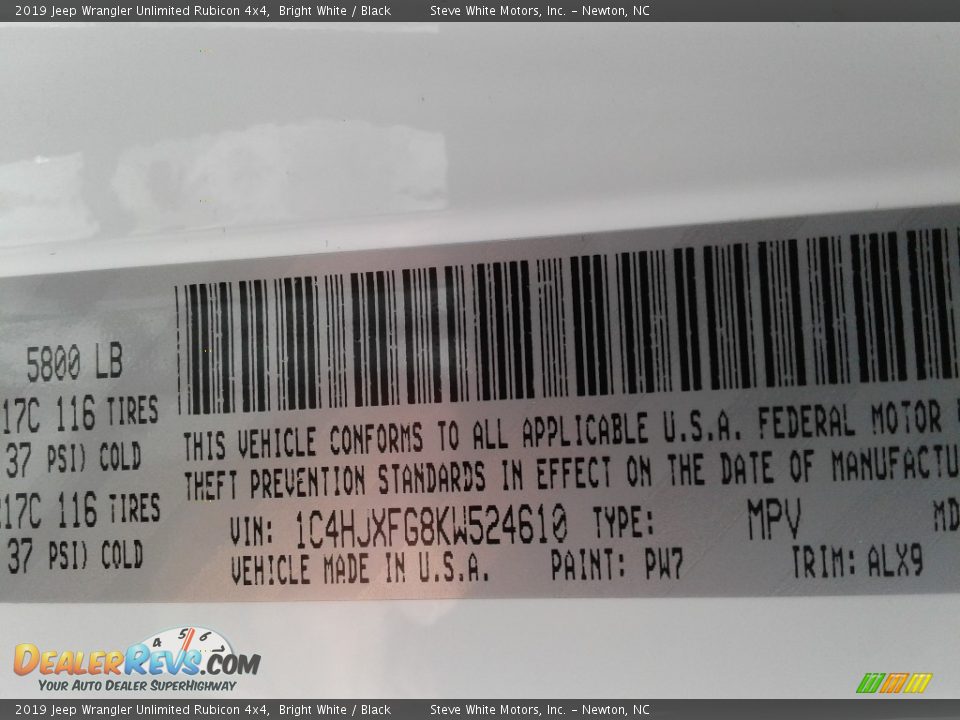 2019 Jeep Wrangler Unlimited Rubicon 4x4, Bright White / Black Steve White Motors, Inc. – Newton, NC
5800 LB
17C 116 TIRES
37 PSI) COLD
17C 116 TIRES
37 PSI) COLD
THIS VEHICLE CONFORMS TO ALL APPLICABLE U.S.A. FEDERAL MOTOR
THEFT PREVENTION STANDARDS IN EFFECT ON THE DATE OF MANUFACTU
VIN: 1C4HJXFG8KW524610 TYPE: MPV MD
VEHICLE MADE IN U.S.A. PAINT: PW7 TRIM: ALX9
4 5 6
DEALERREVS.COM
YOUR AUTO DEALER SUPERHIGHWAY
2019 Jeep Wrangler Unlimited Rubicon 4x4, Bright White / Black Steve White Motors, Inc. – Newton, NC